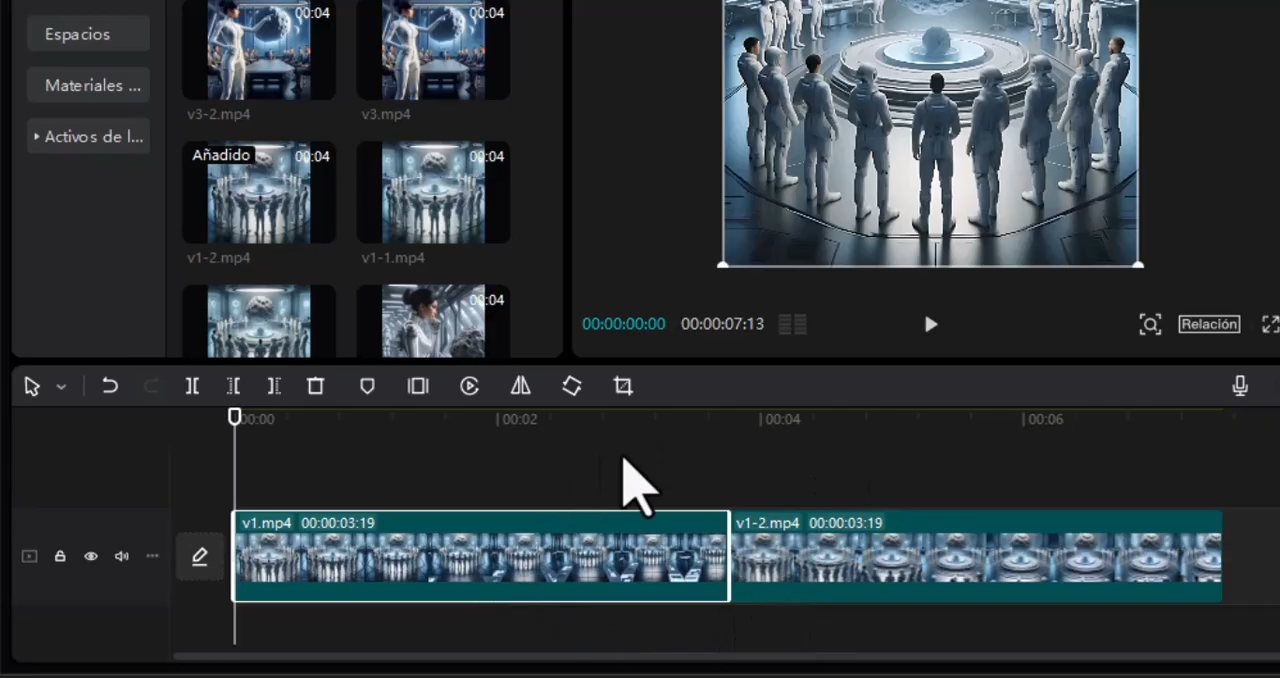 Espacios
Materiales ...
Activos de l...
00:04
00:04
v3-2.mp4
v3.mp4
Añadido
00:04
00:04
v1-2.mp4
v1-1.mp4
00:04
00:00:00:00
00:00:07:13
Relación
00:00
00:02
00:04
00:06
v1.mp4 00:00:03:19
v1-2.mp4 00:00:03:19